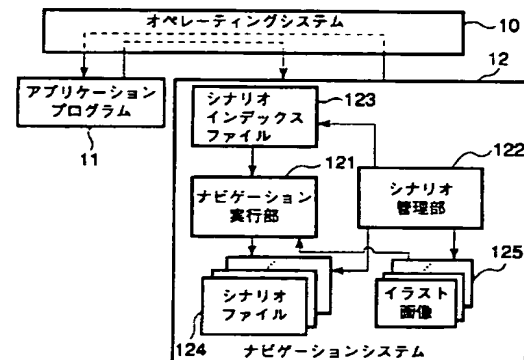 オペレーティングシステム
10
12
アプリケーション
プログラム
11
シナリオ
インデックス
ファイル
123
121
122
ナビゲーション
実行部
シナリオ
管理部
125
シナリオ
ファイル
イラスト
画像
124
ナビゲーションシステム